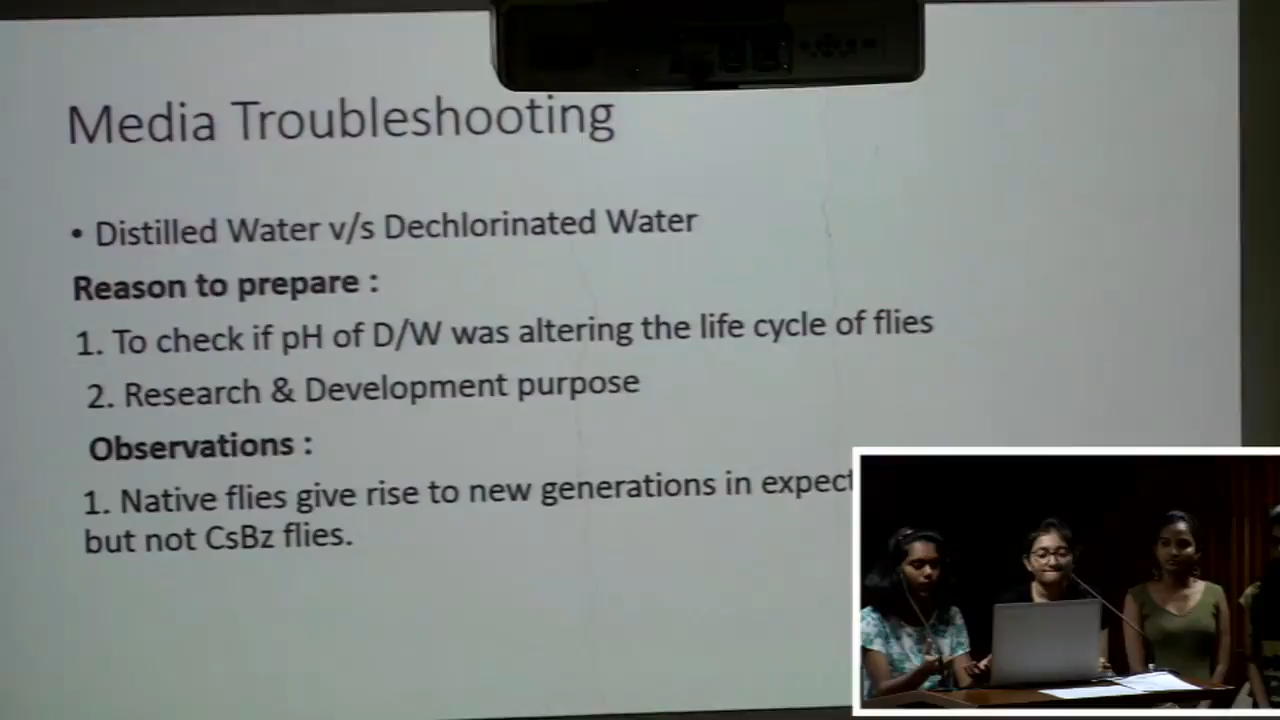 Media Troubleshooting
• Distilled Water v/s Dechlorinated Water
Reason to prepare :
1. To check if pH of D/W was altering the life cycle of flies
2. Research & Development purpose
Observations :
1. Native flies give rise to new generations in expect
but not CsBz flies.